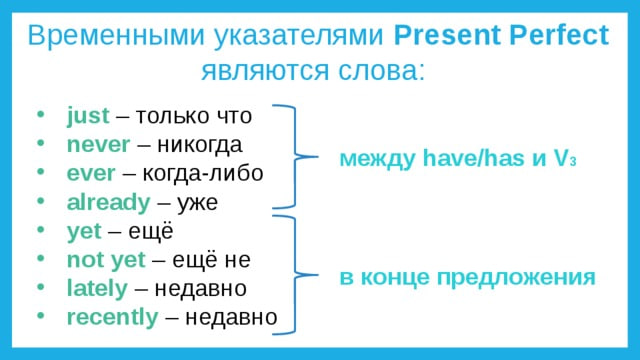 Временными указателями Present Perfect
являются слова:
• just – только что
• never – никогда
• ever – когда-либо
• already – уже
между have/has и V3
• yet – ещё
• not yet – ещё не
• lately – недавно
• recently – недавно
в конце предложения